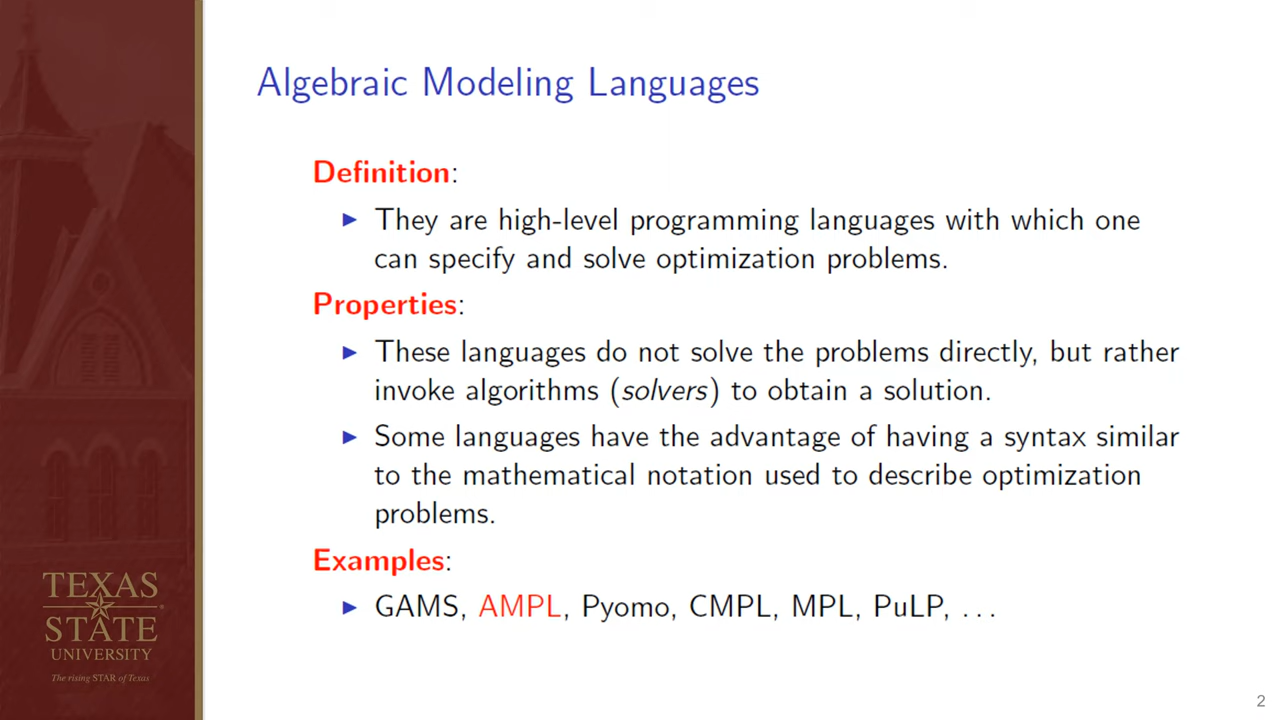 Algebraic Modeling Languages
Definition:
▶ They are high-level programming languages with which one
can specify and solve optimization problems.
Properties:
▶ These languages do not solve the problems directly, but rather
invoke algorithms (solvers) to obtain a solution.
▶ Some languages have the advantage of having a syntax similar
to the mathematical notation used to describe optimization
problems.
Examples:
▶ GAMS, AMPL, Pyomo, CMPL, MPL, PuLP, . . .
TEXAS
STATE
UNIVERSITY
The rising STAR of Texas
2